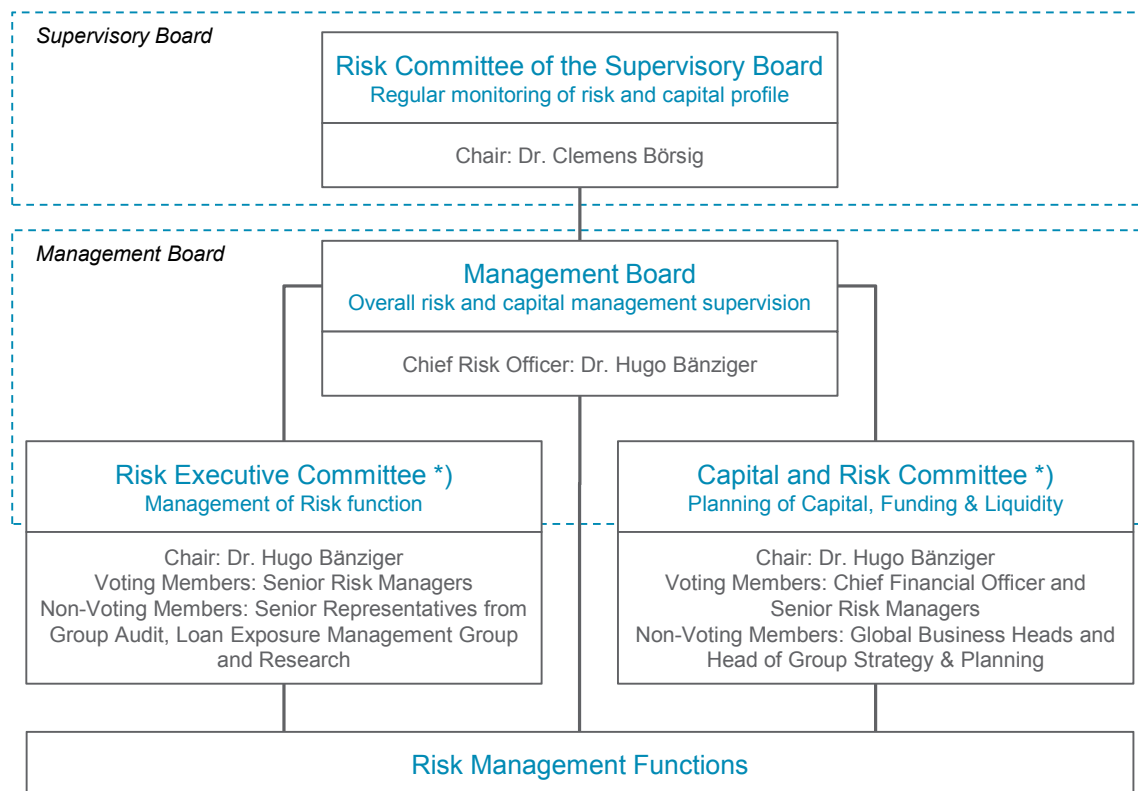 Supervisory Board
Risk Committee of the Supervisory Board
Regular monitoring of risk and capital profile
Chair: Dr. Clemens Börsig
Management Board
Management Board
Overall risk and capital management supervision
Chief Risk Officer: Dr. Hugo Bänziger
Risk Executive Committee *)
Management of Risk function
Chair: Dr. Hugo Bänziger
Voting Members: Senior Risk Managers
Non-Voting Members: Senior Representatives from
Group Audit, Loan Exposure Management Group
and Research
Capital and Risk Committee *)
Planning of Capital, Funding & Liquidity
Chair: Dr. Hugo Bänziger
Voting Members: Chief Financial Officer and
Senior Risk Managers
Non-Voting Members: Global Business Heads and
Head of Group Strategy & Planning
Risk Management Functions